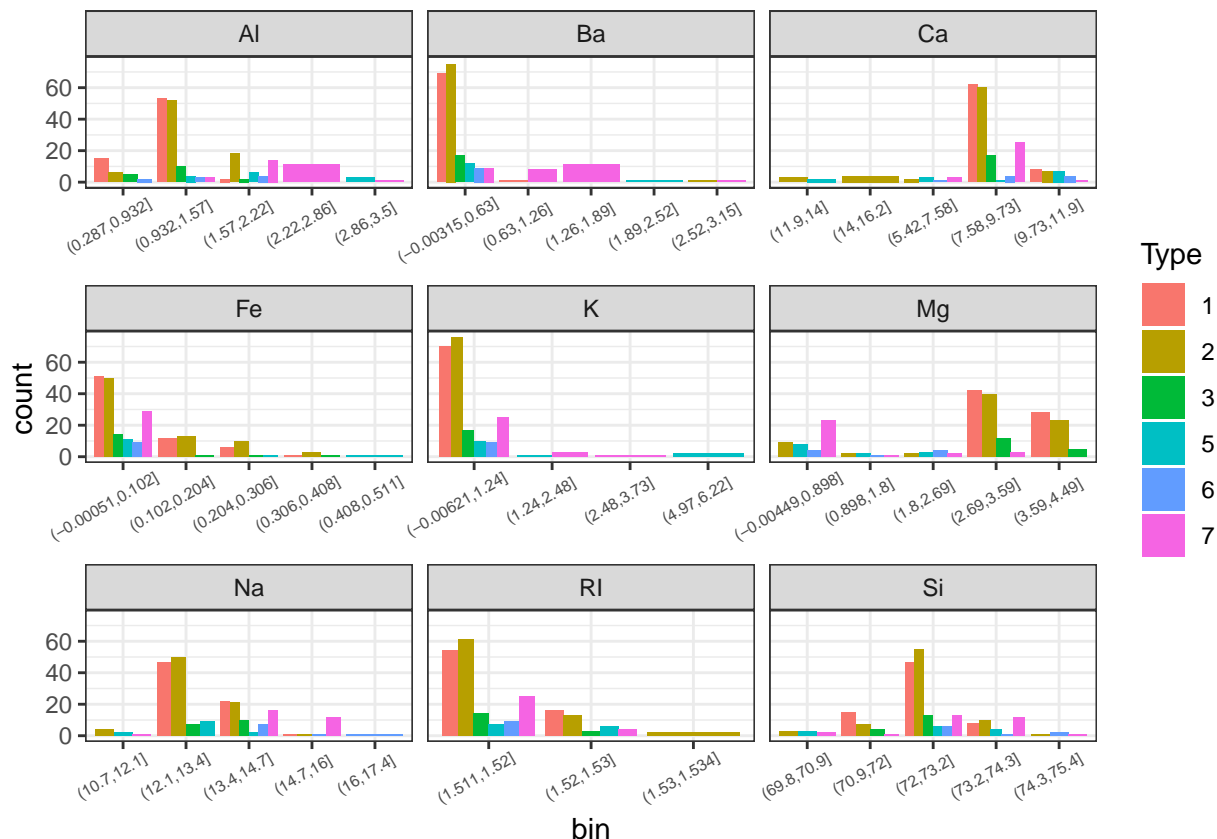 Al Ba Ca
60
40
20
0
(0.287,0.932] (0.932,1.57] (1.57,2.22] (2.22,2.86] (2.86,3.5] (−0.00315,0.63] (0.63,1.26] (1.26,1.89] (1.89,2.52] (2.52,3.15] (11.9,14] (14,16.2] (5.42,7.58] (7.58,9.73] (9.73,11.9]
Fe K Mg
60
40
20
0
(−0.00051,0.102] (0.102,0.204] (0.204,0.306] (0.306,0.408] (0.408,0.511] (−0.00621,1.24] (1.24,2.48] (2.48,3.73] (4.97,6.22] (−0.00449,0.898] (0.898,1.8] (1.8,2.69] (2.69,3.59] (3.59,4.49]
Na RI Si
60
40
20
0
(10.7,12.1] (12.1,13.4] (13.4,14.7] (14.7,16] (16,17.4] (1.511,1.52] (1.52,1.53] (1.53,1.534] (69.8,70.9] (70.9,72] (72,73.2] (73.2,74.3] (74.3,75.4]
count
bin
Type
1
2
3
5
6
7